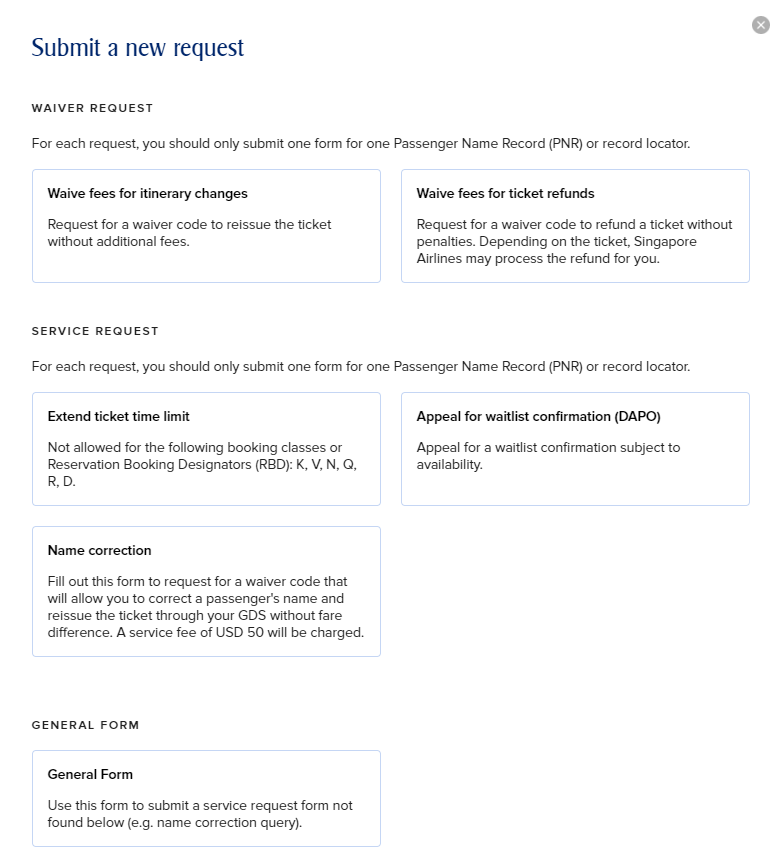 Submit a new request
WAIVER REQUEST
For each request, you should only submit one form for one Passenger Name Record (PNR) or record locator.
Waive fees for itinerary changes
Request for a waiver code to reissue the ticket
without additional fees.
Waive fees for ticket refunds
Request for a waiver code to refund a ticket without
penalties. Depending on the ticket, Singapore
Airlines may process the refund for you.
SERVICE REQUEST
For each request, you should only submit one form for one Passenger Name Record (PNR) or record locator.
Extend ticket time limit
Not allowed for the following booking classes or
Reservation Booking Designators (RBD): K, V, N, Q,
R, D.
Appeal for waitlist confirmation (DAPO)
Appeal for a waitlist confirmation subject to
availability.
Name correction
Fill out this form to request for a waiver code that
will allow you to correct a passenger's name and
reissue the ticket through your GDS without fare
difference. A service fee of USD 50 will be charged.
GENERAL FORM
General Form
Use this form to submit a service request form not
found below (e.g. name correction query).